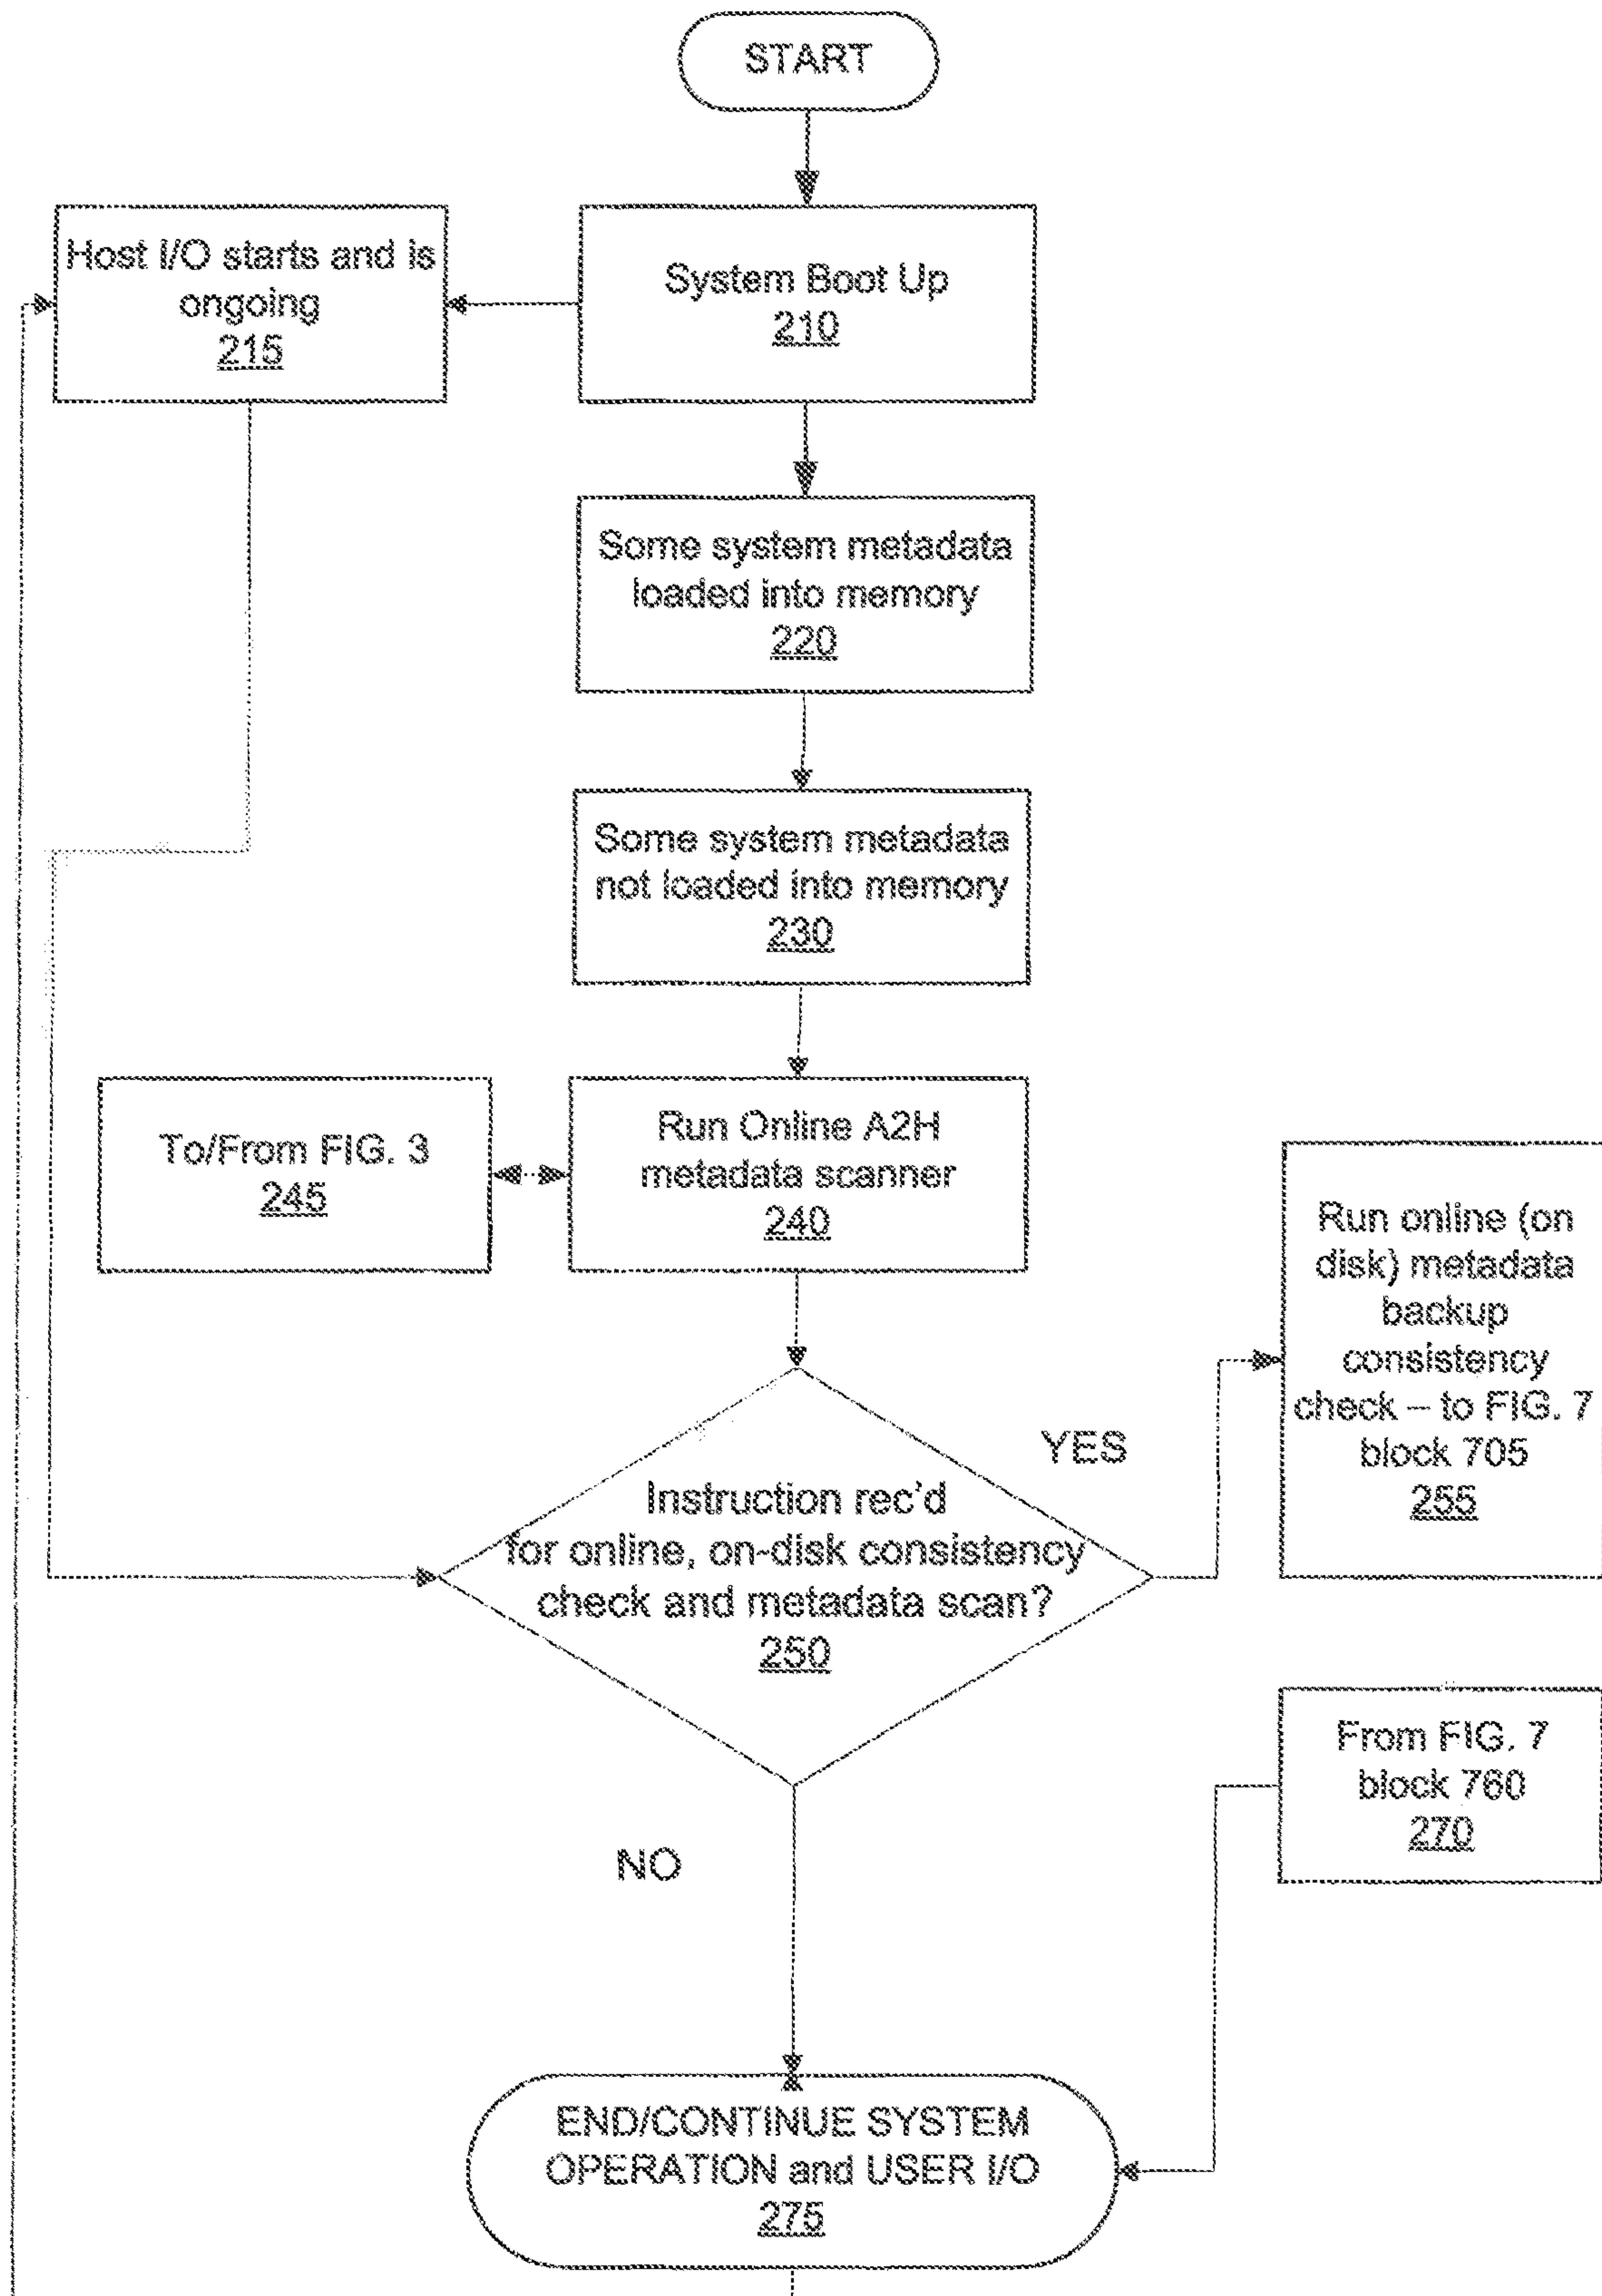 START
Host I/O starts and is
ongoing
215
System Boot Up
210
Some system metadata
loaded into memory
220
Some system metadata
not loaded into memory
230
To/From FIG. 3
245
Run Online A2H
metadata scanner
240
Run online (on
disk) metadata
backup
consistency
check – to FIG. 7
block 705
255
YES
Instruction rec'd
for online, on-disk consistency
check and metadata scan?
250
From FIG. 7
block 760
270
NO
END/CONTINUE SYSTEM
OPERATION and USER I/O
275